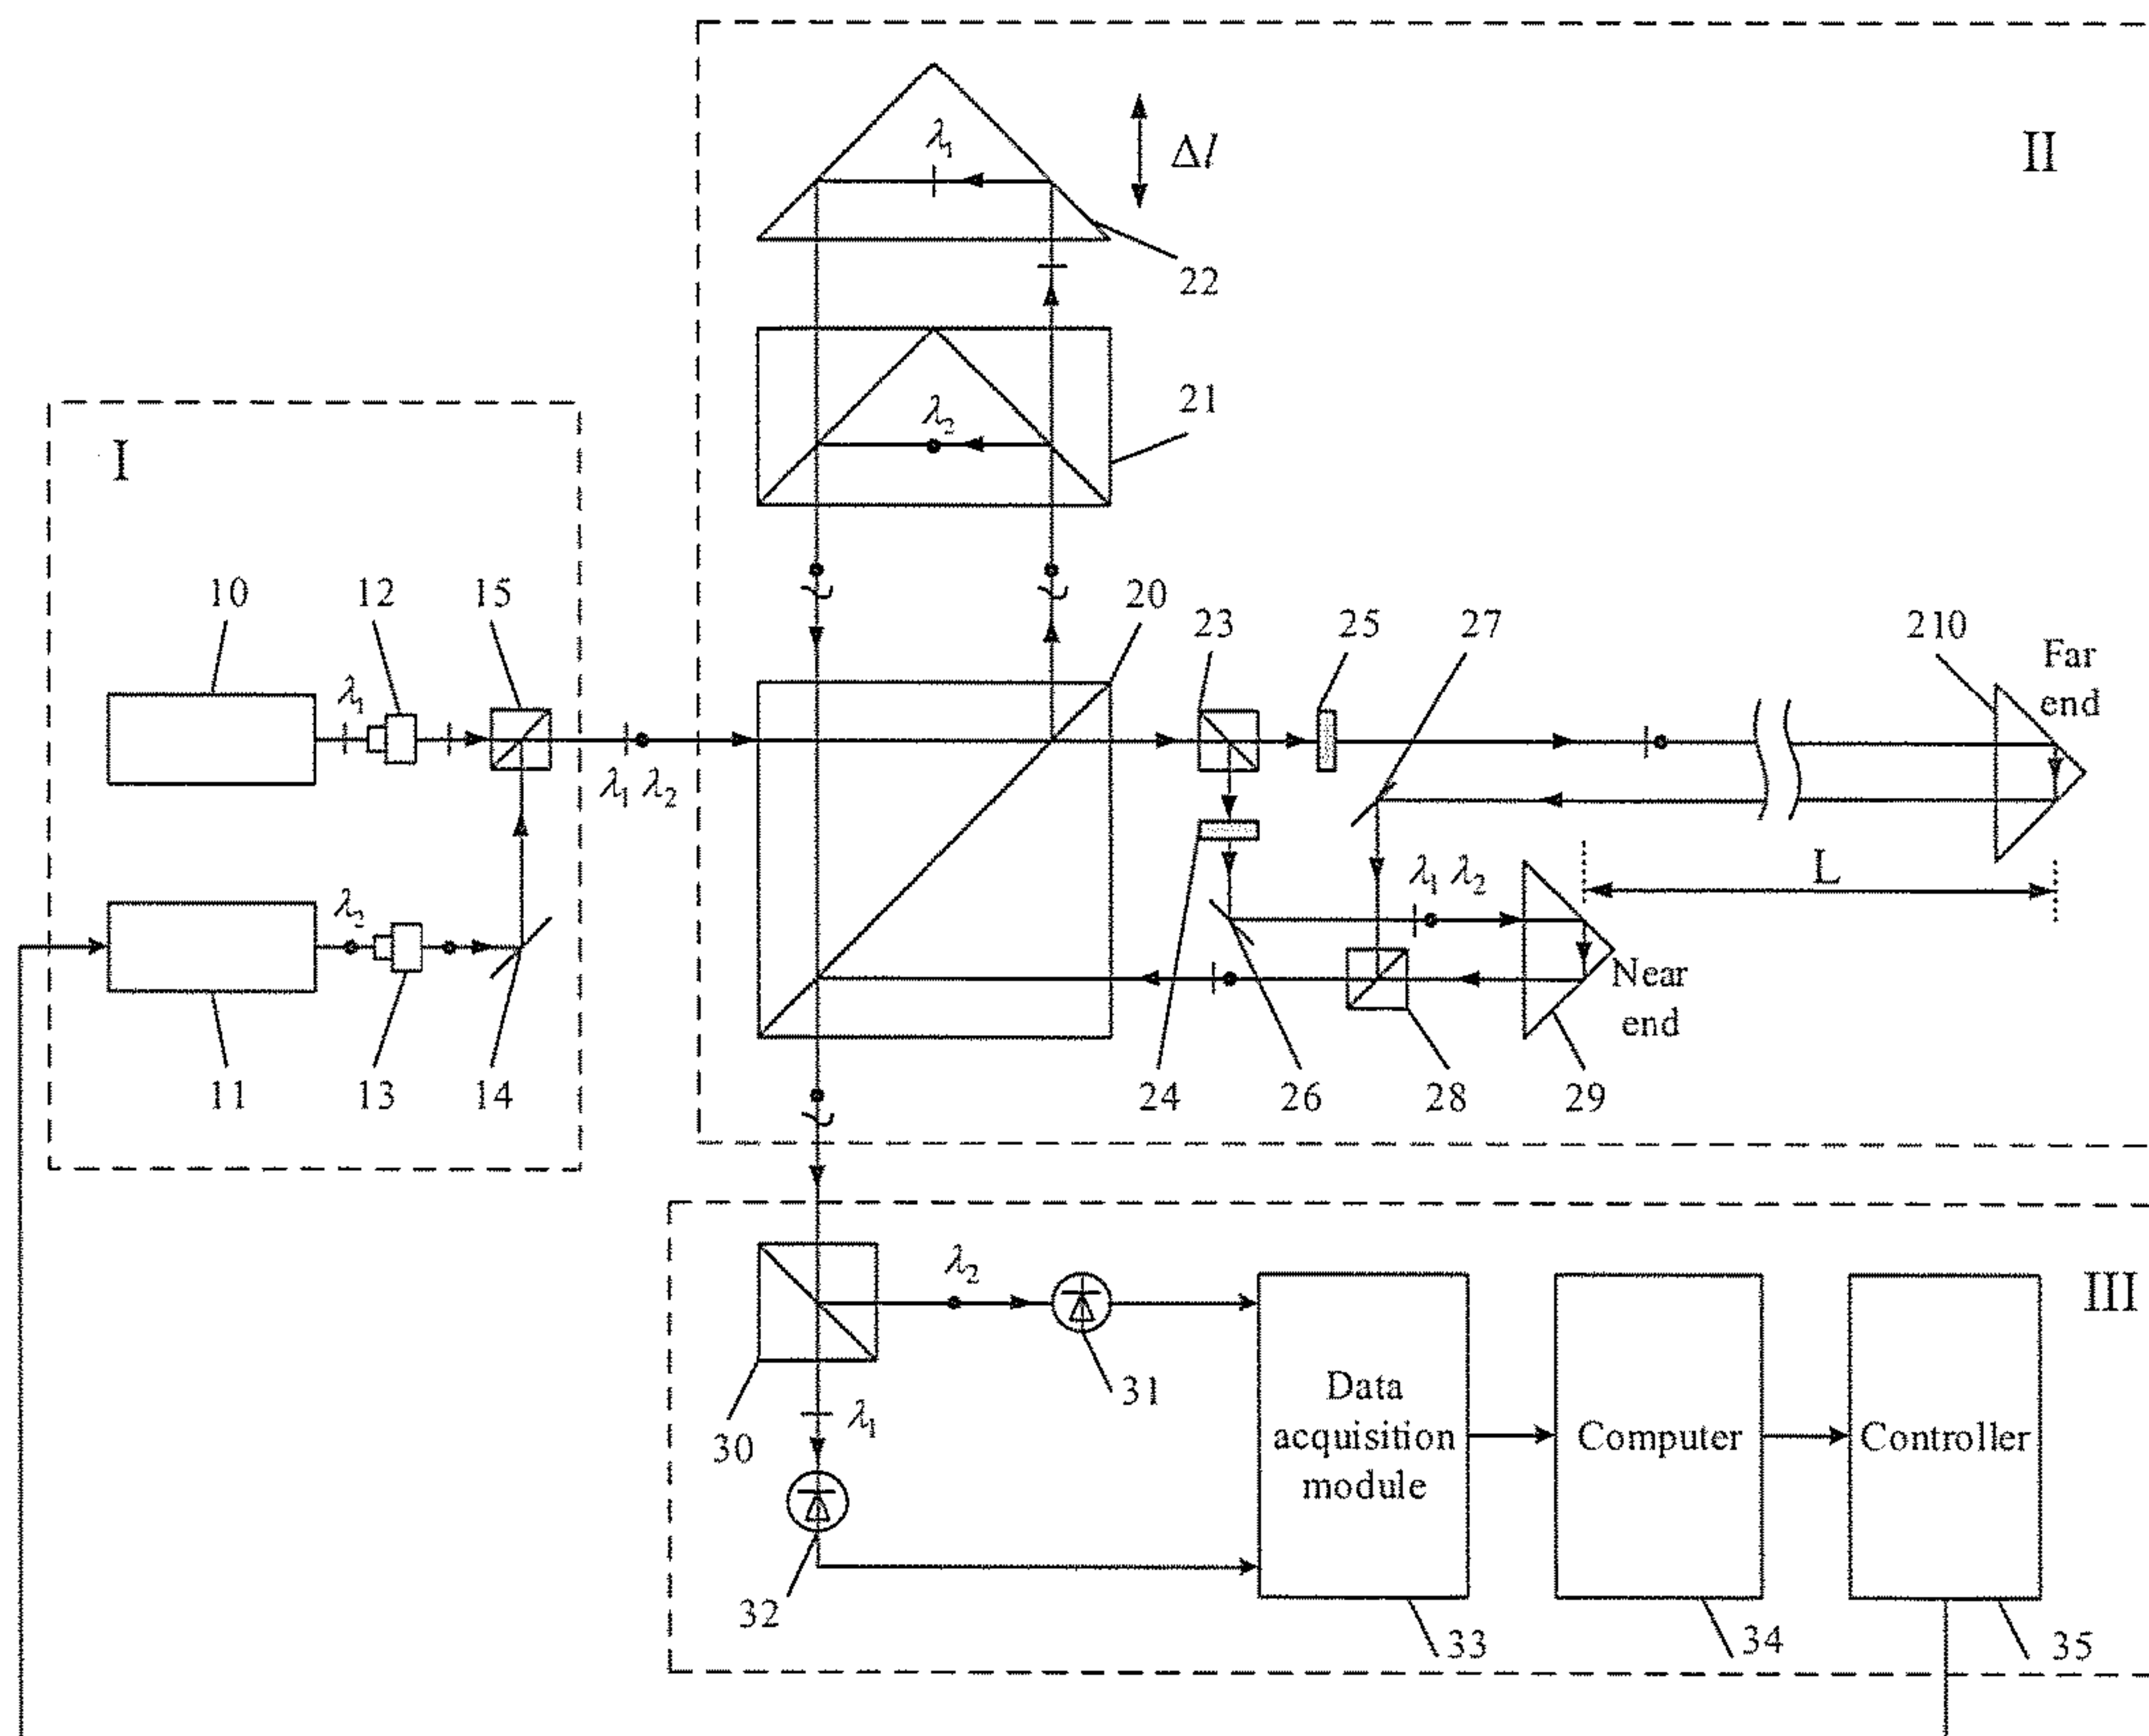 II
λ₁
Δl
22
λ₂
21
I
10
12
15
20
23
25
27
210
Far
end
λ₁
λ₁ λ₂
λ₂
λ₁ λ₂
L
Near
end
11
13
14
24
26
28
29
λ₂
III
31
30
λ₁
Data
acquisition
module
Computer
Controller
32
33
34
35